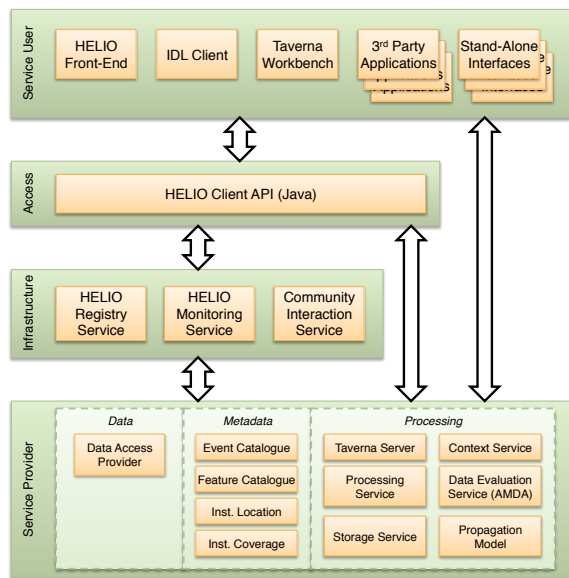 Service User
HELIO
Front-End
IDL Client
Taverna
Workbench
3rd Party
Applications
Applications
Applications
Stand-Alone
Interfaces
Interfaces
Access
HELIO Client API (Java)
Infrastructure
HELIO
Registry
Service
HELIO
Monitoring
Service
Community
Interaction
Service
Service Provider
Data
Data Access
Provider
Metadata
Event Catalogue
Feature Catalogue
Inst. Location
Inst. Coverage
Processing
Taverna Server
Context Service
Processing
Service
Data Evaluation
Service (AMDA)
Storage Service
Propagation
Model